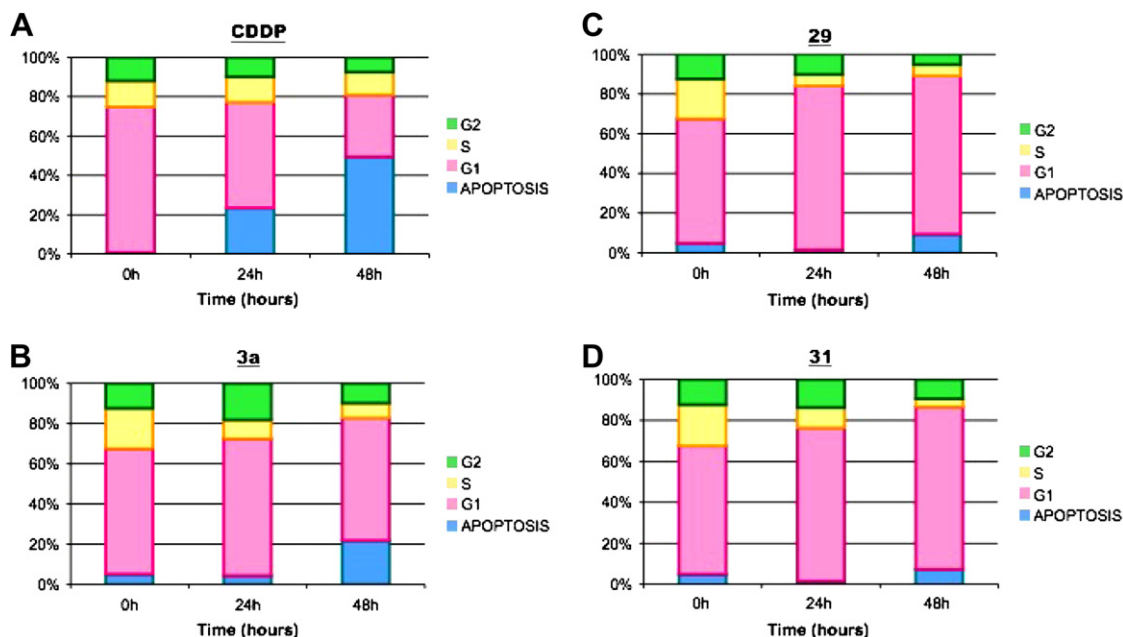 A
CDDP
100%
80%
60%
40%
20%
0%
0h 24h 48h
Time (hours)
G2
S
G1
APOPTOSIS
C
29
100%
80%
60%
40%
20%
0%
0h 24h 48h
Time (hours)
G2
S
G1
APOPTOSIS
B
3a
100%
80%
60%
40%
20%
0%
0h 24h 48h
Time (hours)
G2
S
G1
APOPTOSIS
D
31
100%
80%
60%
40%
20%
0%
0h 24h 48h
Time (hours)
G2
S
G1
APOPTOSIS